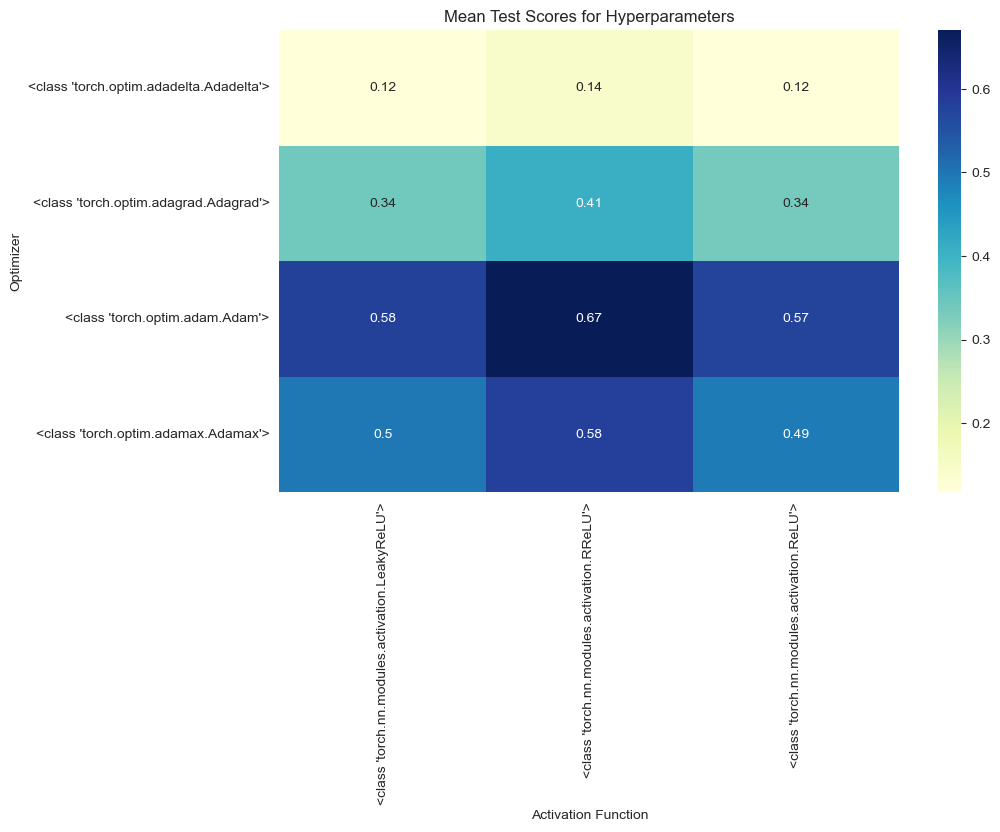 Mean Test Scores for Hyperparameters
Optimizer
<class 'torch.optim.adadelta.Adadelta'>
0.12 0.14 0.12
<class 'torch.optim.adagrad.Adagrad'>
0.34 0.41 0.34
<class 'torch.optim.adam.Adam'>
0.58 0.67 0.57
<class 'torch.optim.adamax.Adamax'>
0.5 0.58 0.49
<class 'torch.nn.modules.activation.LeakyReLU'>
<class 'torch.nn.modules.activation.RReLU'>
<class 'torch.nn.modules.activation.ReLU'>
Activation Function
0.6
0.5
0.4
0.3
0.2